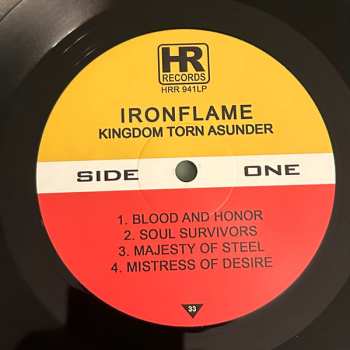 HR
RECORDS
HRR 941LP
IRONFLAME
KINGDOM TORN ASUNDER
SIDE ONE
1. BLOOD AND HONOR
2. SOUL SURVIVORS
3. MAJESTY OF STEEL
4. MISTRESS OF DESIRE
33